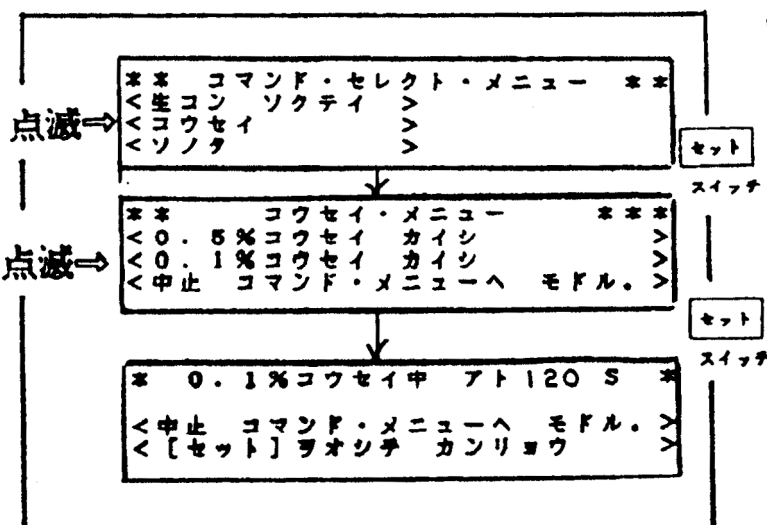 ** コマンド・セレクト・メニュー **
<生コン ソクテイ >
点滅⇒
<コウセイ >
<ソノタ >
セット
スイッチ
** コウセイ・メニュー ***
<0.5%コウセイ カイシ >
点滅⇒
<0.1%コウセイ カイシ >
<中止 コマンド・メニューヘ モドル。>
セット
スイッチ
* 0.1%コウセイ中 アト120 S *
<中止 コマンド・メニューヘ モドル。>
<[セット]ヲオシテ カンリョウ >